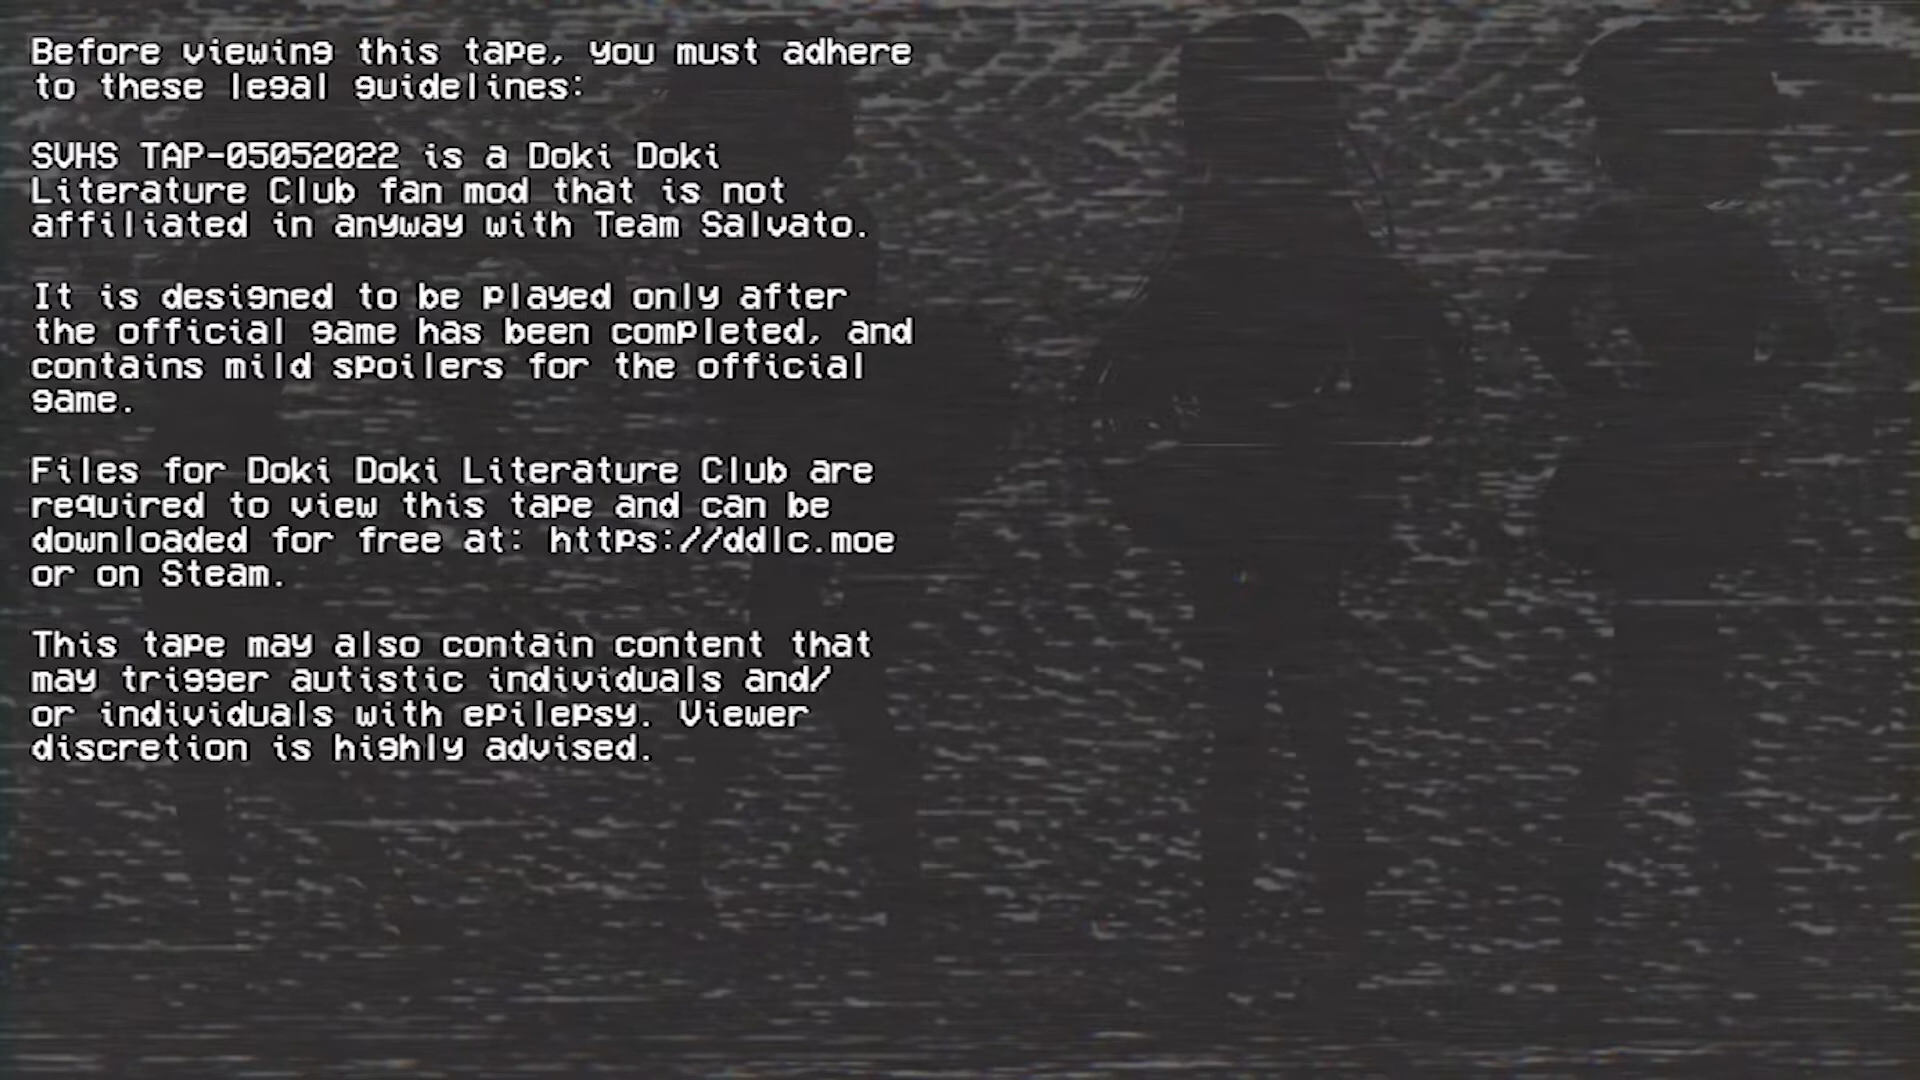 Before viewing this tape, you must adhere
to these legal guidelines:
SVHS TAP-05052022 is a Doki Doki
Literature Club fan mod that is not
affiliated in anyway with Team Salvato.
It is designed to be played only after
the official game has been completed, and
contains mild spoilers for the official
game.
Files for Doki Doki Literature Club are
required to view this tape and can be
downloaded for free at: https://ddlc.moe
or on Steam.
This tape may also contain content that
may trigger autistic individuals and/
or individuals with epilepsy. Viewer
discretion is highly advised.